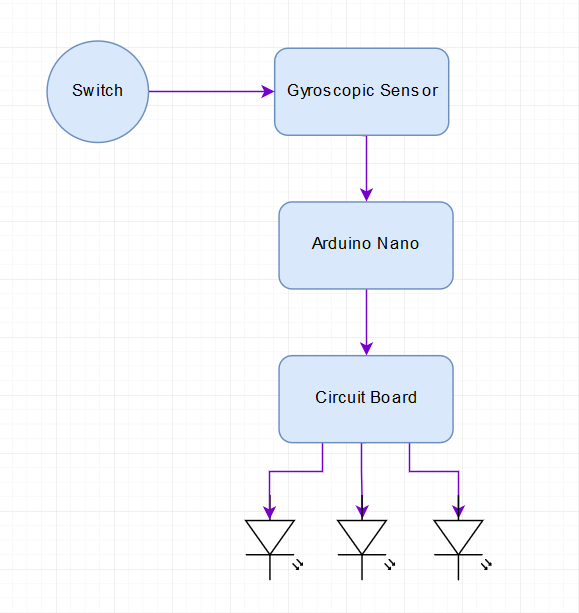 Switch
Gyroscopic Sensor
Arduino Nano
Circuit Board